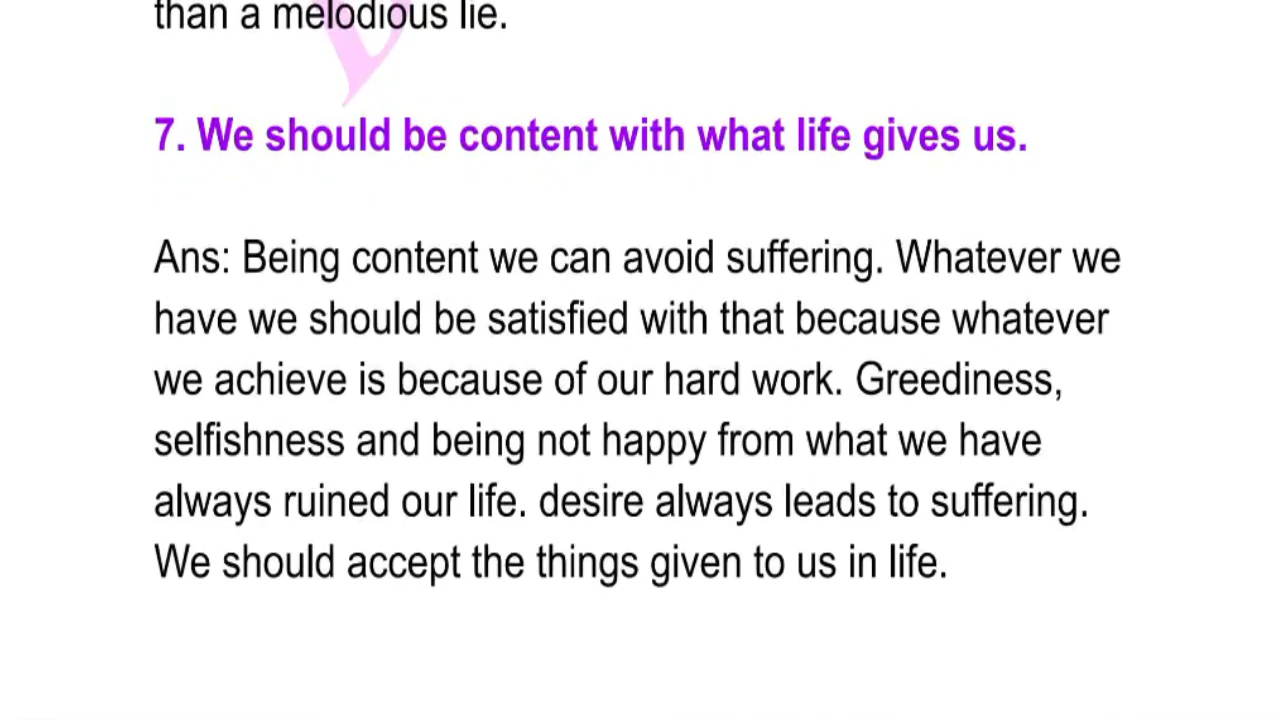 than a melodious lie.
7. We should be content with what life gives us.
Ans: Being content we can avoid suffering. Whatever we
have we should be satisfied with that because whatever
we achieve is because of our hard work. Greediness,
selfishness and being not happy from what we have
always ruined our life. desire always leads to suffering.
We should accept the things given to us in life.